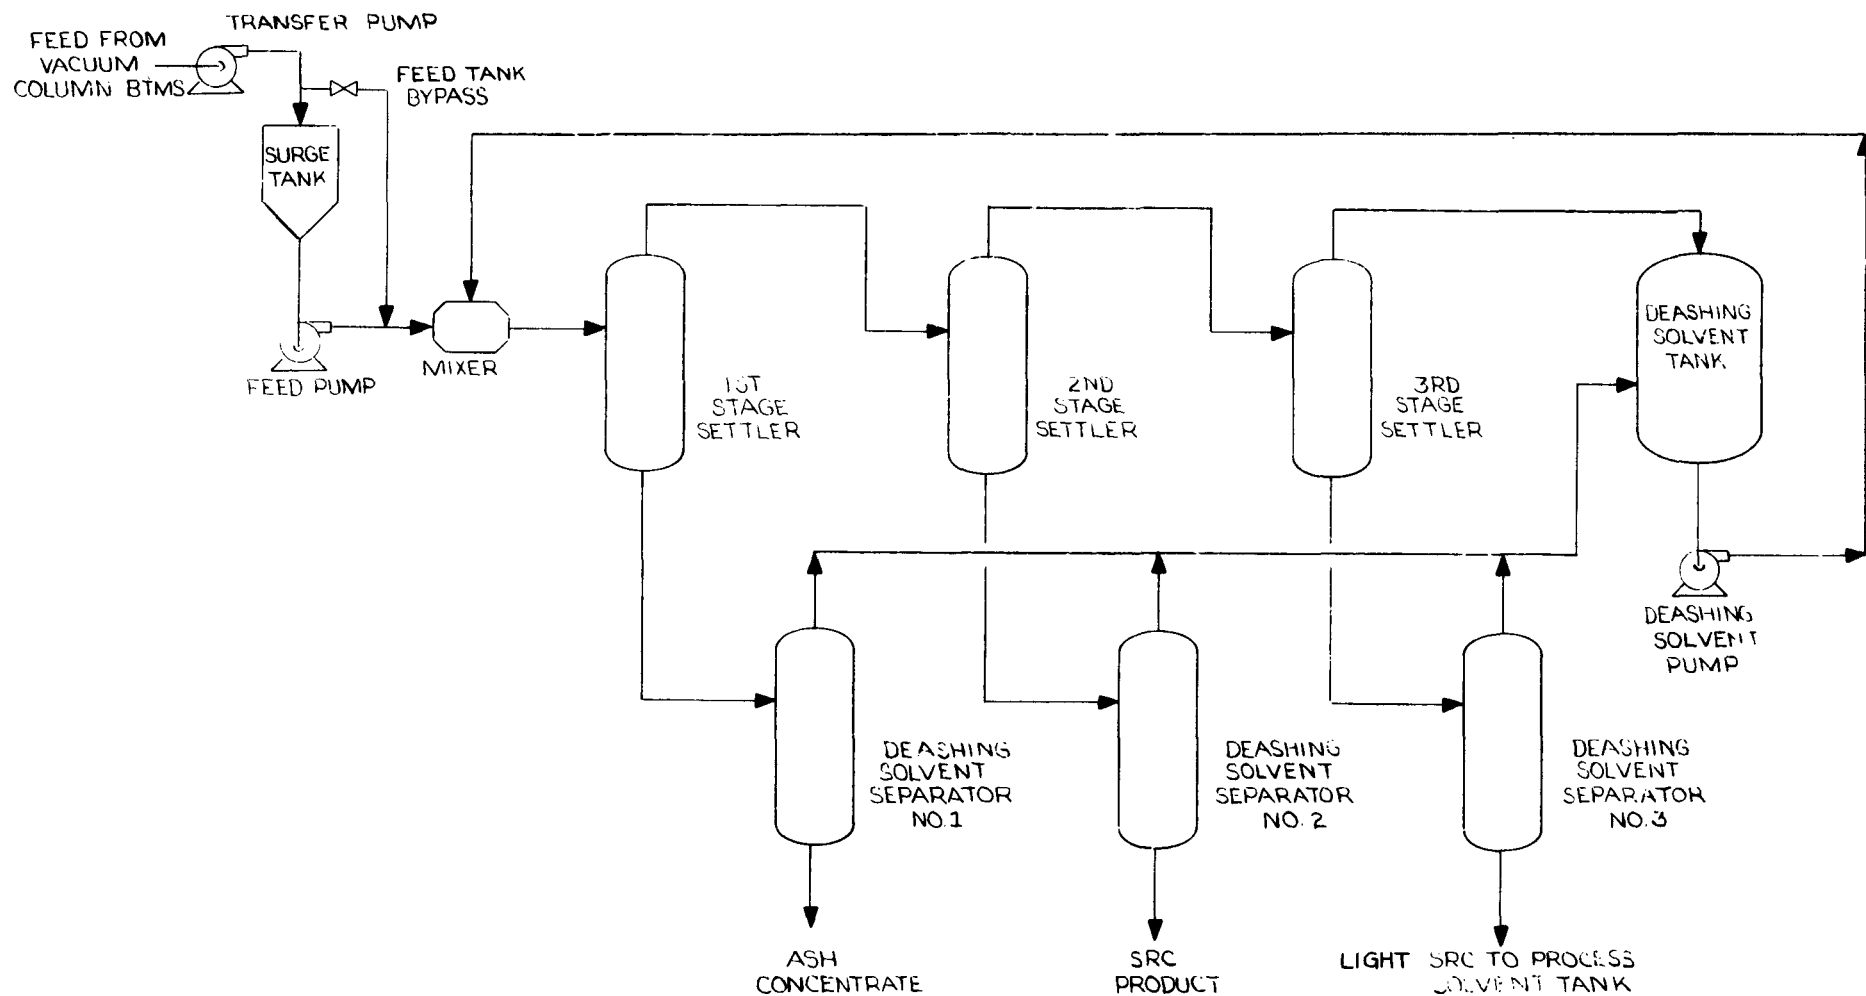 TRANSFER PUMP
FEED FROM
VACUUM
COLUMN BTMS
FEED TANK
BYPASS
SURGE
TANK
FEED PUMP
MIXER
1ST
STAGE
SETTLER
2ND
STAGE
SETTLER
3RD
STAGE
SETTLER
DEASHING
SOLVENT
TANK
DEASHING
SOLVENT
PUMP
DEASHING
SOLVENT
SEPARATOR
NO.1
DEASHING
SOLVENT
SEPARATOR
NO. 2
DEASHING
SOLVENT
SEPARATOR
NO.3
ASH
CONCENTRATE
SRC
PRODUCT
LIGHT SRC TO PROCESS
SOLVENT TANK